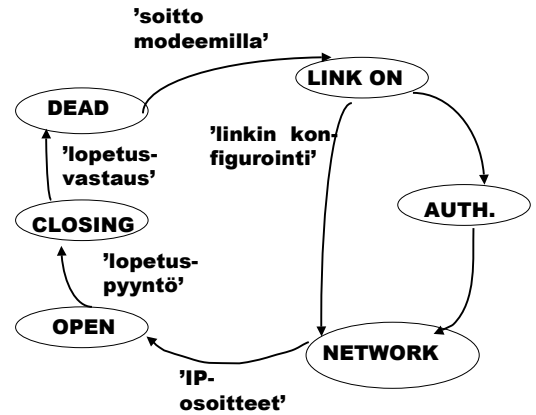 ’soitto
modeemilla’
LINK ON
DEAD
’linkin kon-
figurointi’
’lopetus-
vastaus’
AUTH.
CLOSING
’lopetus-
pyyntö’
OPEN
NETWORK
’IP-
osoitteet’